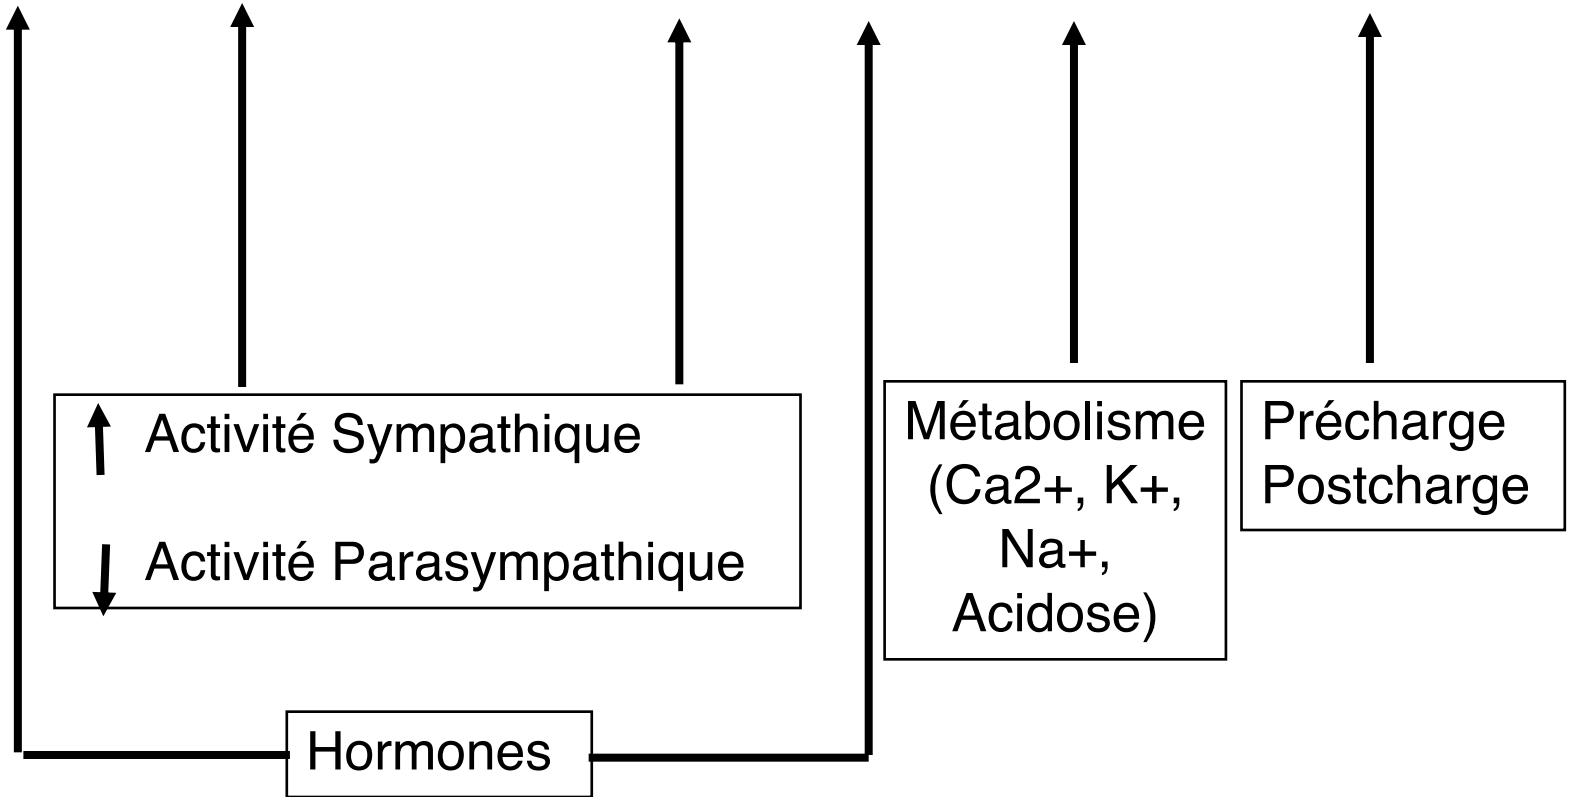 Activité Sympathique
Activité Parasympathique
Métabolisme
(Ca2+, K+,
Na+,
Acidose)
Précharge
Postcharge
Hormones